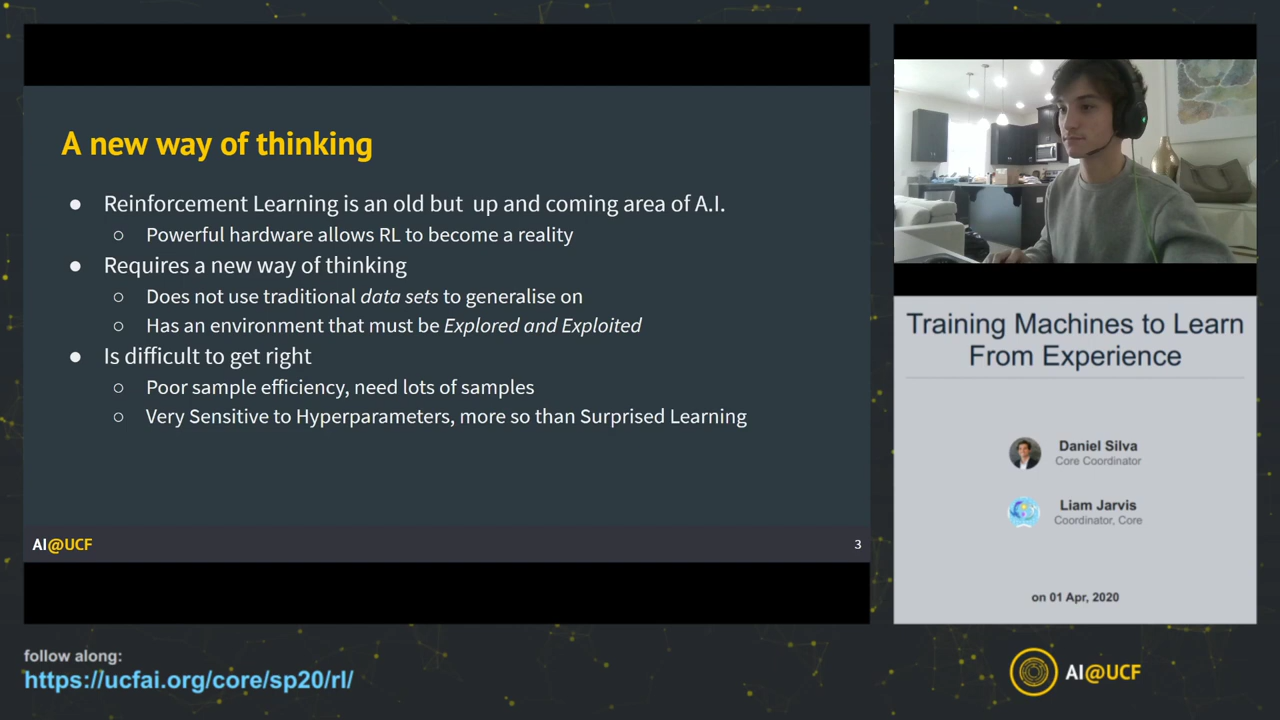 A new way of thinking
● Reinforcement Learning is an old but  up and coming area of A.I.
○ Powerful hardware allows RL to become a reality
● Requires a new way of thinking
○ Does not use traditional data sets to generalise on
○ Has an environment that must be Explored and Exploited
● Is difficult to get right
○ Poor sample efficiency, need lots of samples
○ Very Sensitive to Hyperparameters, more so than Surprised Learning
AI@UCF
3
Training Machines to Learn
From Experience
Daniel Silva
Core Coordinator
Liam Jarvis
Coordinator, Core
on 01 Apr, 2020
follow along:
https://ucfai.org/core/sp20/rl/
AI@UCF